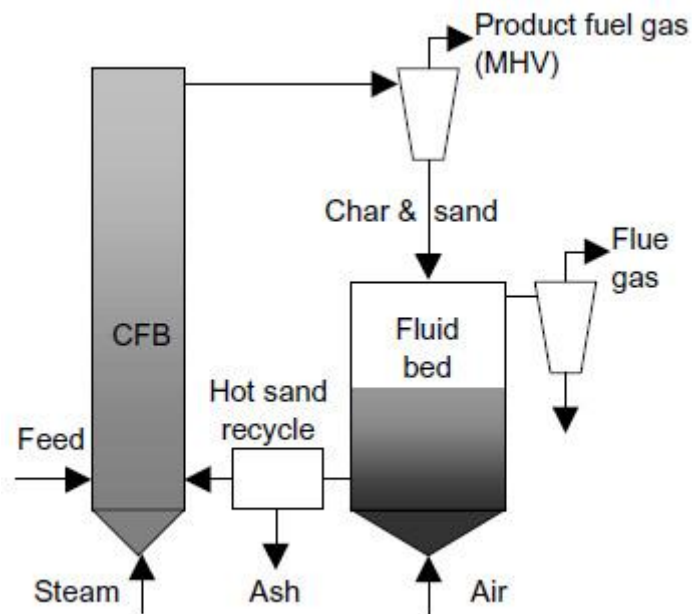 Product fuel gas
(MHV)
Char & sand
Flue
gas
CFB
Fluid
bed
Hot sand
recycle
Feed
Steam
Ash
Air